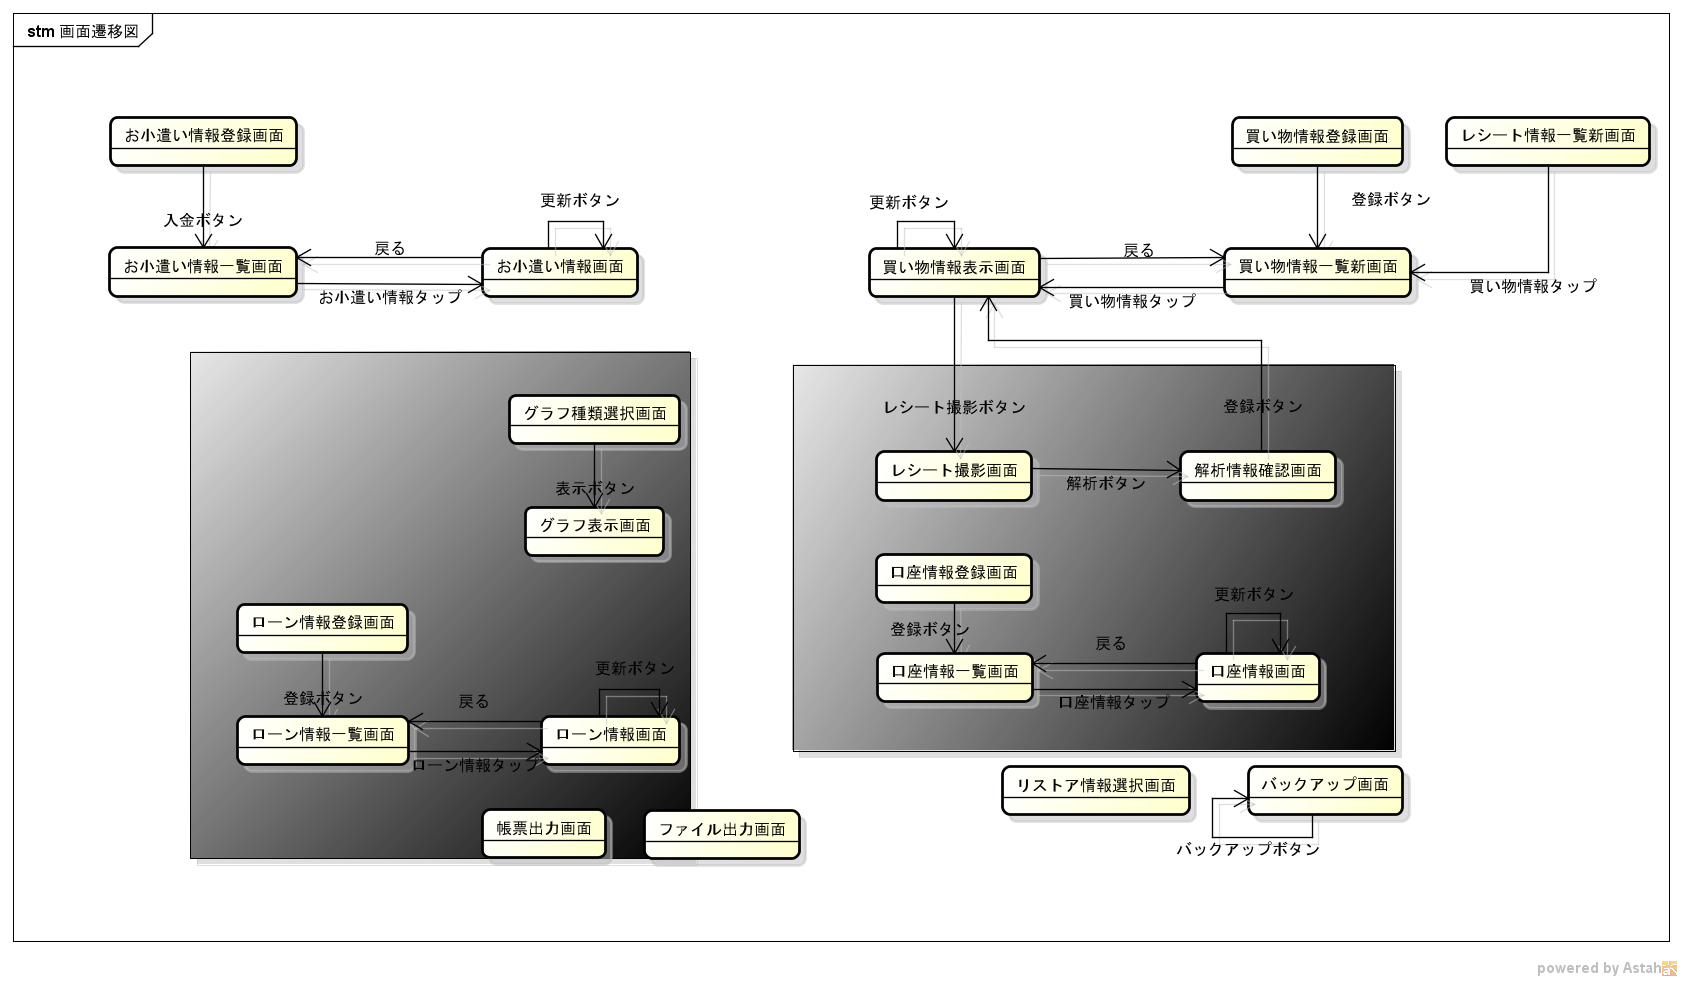 stm 画面遷移図
お小遣い情報登録画面
買い物情報登録画面
レシート情報一覧新画面
入金ボタン
更新ボタン
更新ボタン
登録ボタン
お小遣い情報一覧画面
戻る
お小遣い情報画面
お小遣い情報タップ
買い物情報表示画面
戻る
買い物情報一覧新画面
買い物情報タップ
買い物情報タップ
グラフ種類選択画面
表示ボタン
グラフ表示画面
レシート撮影ボタン
登録ボタン
レシート撮影画面
解析情報確認画面
解析ボタン
口座情報登録画面
更新ボタン
登録ボタン
戻る
口座情報一覧画面
口座情報画面
口座情報タップ
ローン情報登録画面
更新ボタン
登録ボタン
戻る
ローン情報一覧画面
ローン情報画面
ローン情報タップ
帳票出力画面
ファイル出力画面
リストア情報選択画面
バックアップ画面
バックアップボタン
powered by Astah